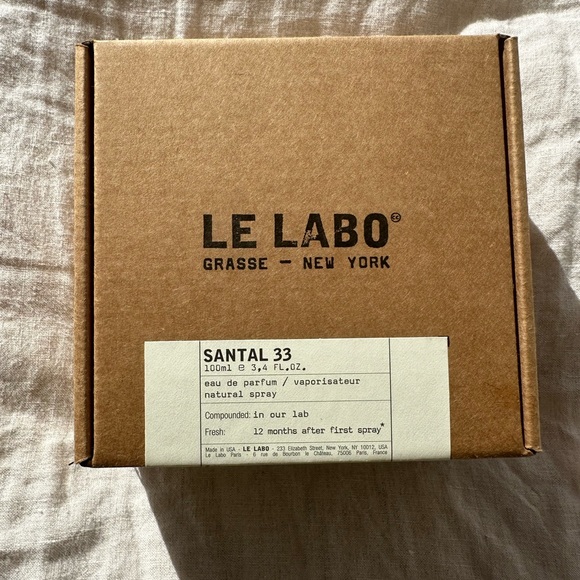 LE LABO
GRASSE — NEW YORK
SANTAL 33
100ml e 3,4 FL.OZ.
eau de parfum / vaporisateur
natural spray
Compounded: in our lab
Fresh: 12 months after first spray*
Made in USA - LE LABO - 233 Elizabeth Street, New York, NY 10012, USA
Le Labo Paris - 6 rue de Bourbon le Château, 75006 Paris, France